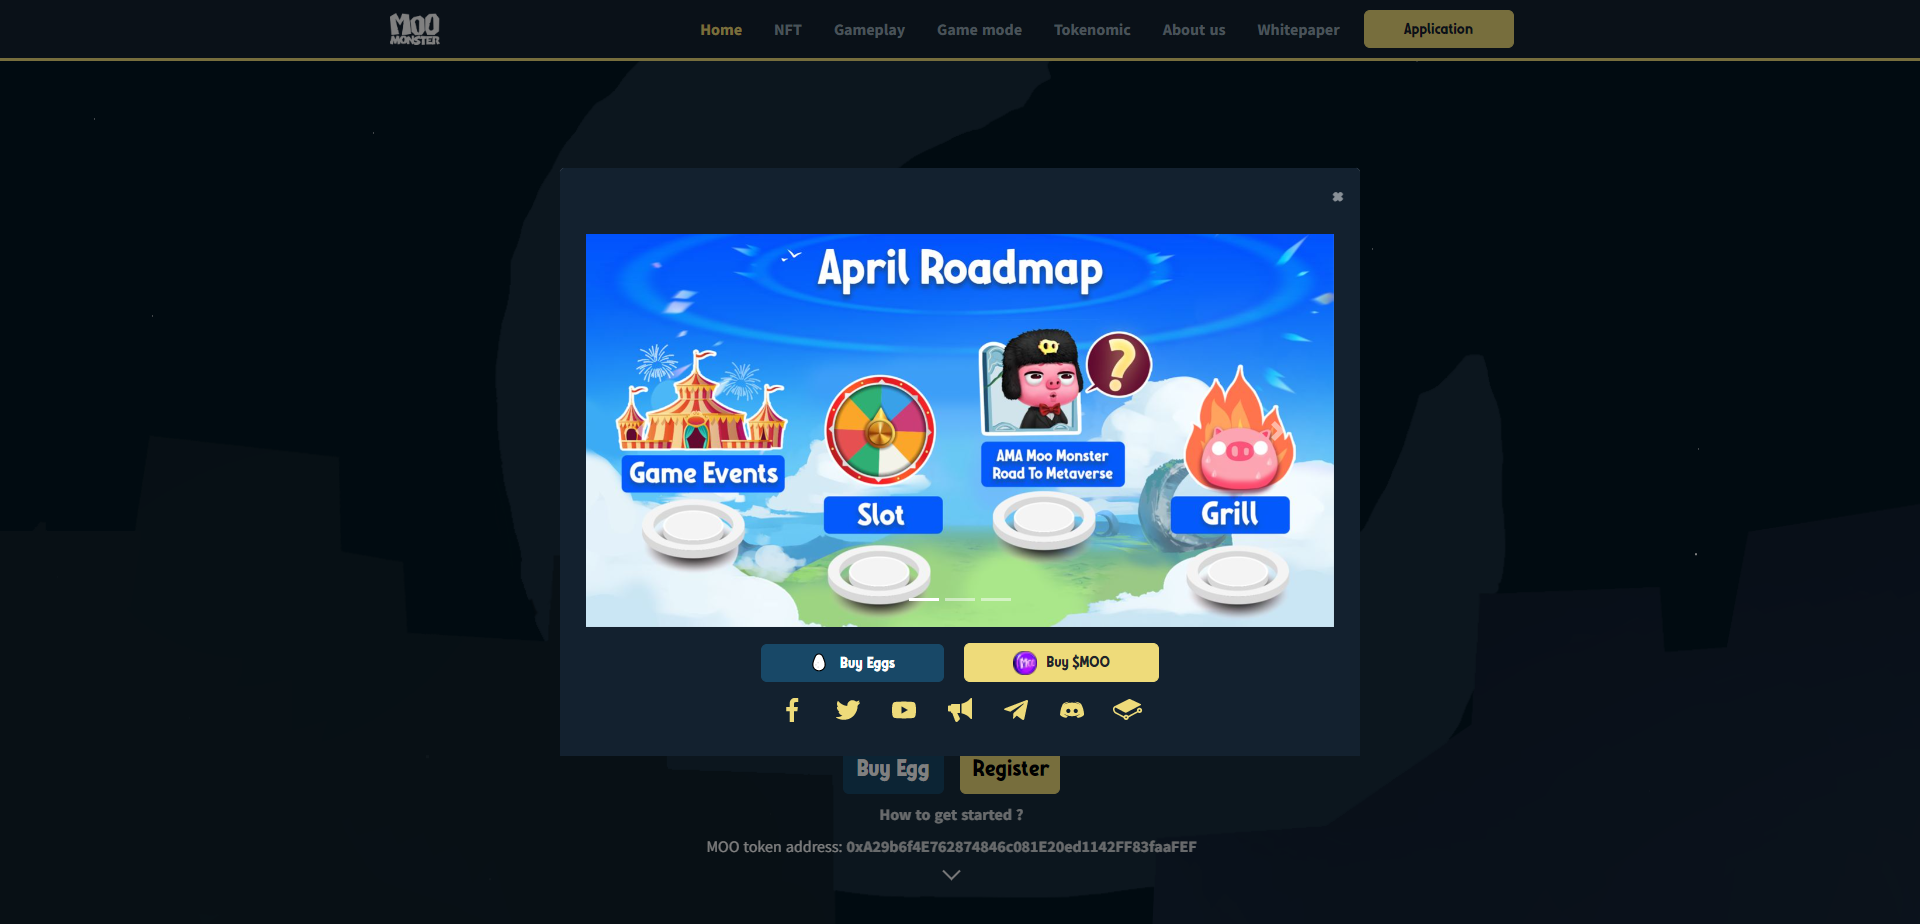 MOO
MONSTER
Home NFT Gameplay Game mode Tokenomic About us Whitepaper Application
April Roadmap
?
Game Events
Slot
AMA Moo Monster
Road To Metaverse
Grill
Buy Eggs
Moo Buy $MOO
Buy Egg Register
How to get started ?
MOO token address: 0xA29b6f4E762874846c081E20ed1142FF83faaFEF